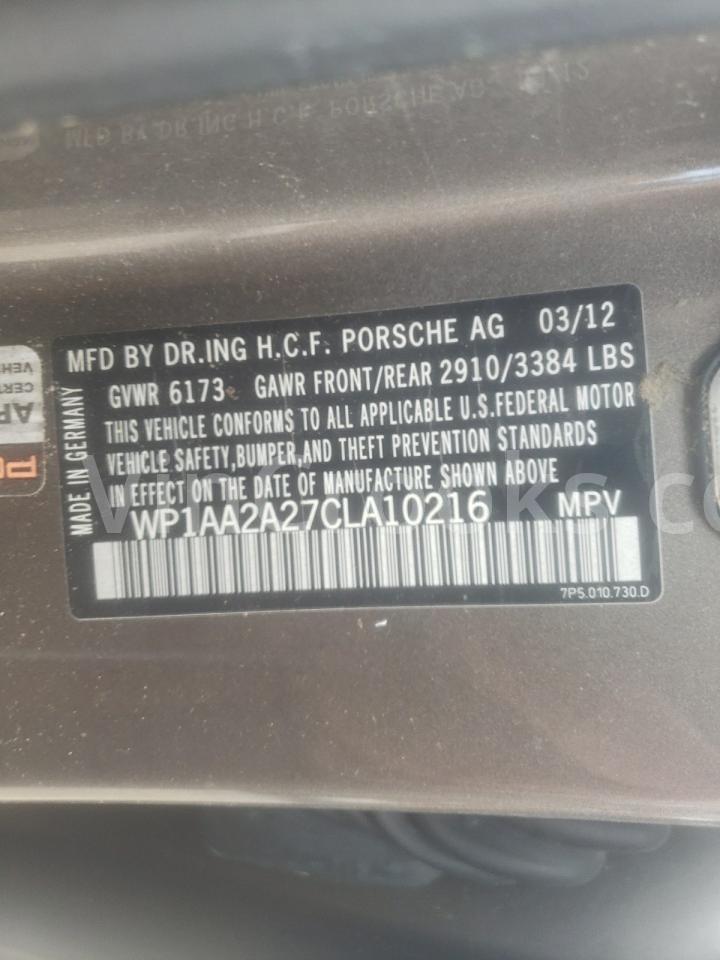 MFD BY DR.ING H.C.F. PORSCHE AG 03/12
GVWR 6173 GAWR FRONT/REAR 2910/3384 LBS
THIS VEHICLE CONFORMS TO ALL APPLICABLE U.S.FEDERAL MOTOR
VEHICLE SAFETY,BUMPER,AND THEFT PREVENTION STANDARDS
IN EFFECT ON THE DATE OF MANUFACTURE SHOWN ABOVE
WP1AA2A27CLA10216 MPV
7P5.010.730.D
MADE IN GERMANY